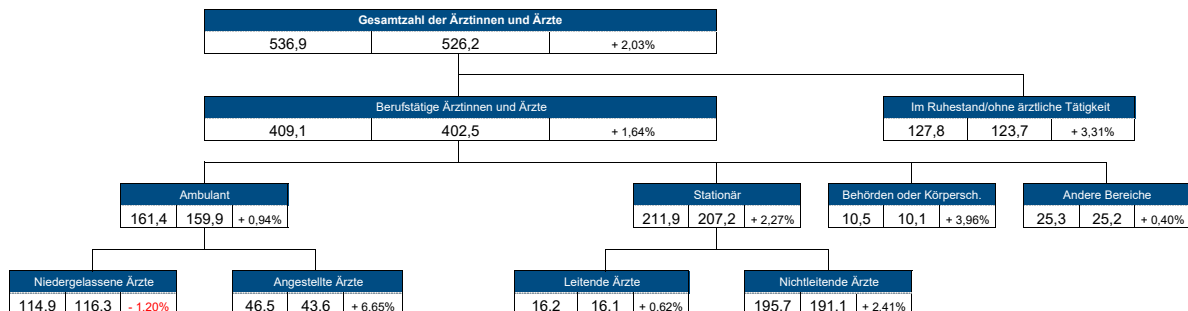 Gesamtzahl der Ärztinnen und Ärzte
536,9 526,2 + 2,03%
Berufstätige Ärztinnen und Ärzte
409,1 402,5 + 1,64%
Im Ruhestand/ohne ärztliche Tätigkeit
127,8 123,7 + 3,31%
Ambulant
161,4 159,9 + 0,94%
Stationär
211,9 207,2 + 2,27%
Behörden oder Körpersch.
10,5 10,1 + 3,96%
Andere Bereiche
25,3 25,2 + 0,40%
Niedergelassene Ärzte
114,9 116,3 - 1,20%
Angestellte Ärzte
46,5 43,6 + 6,65%
Leitende Ärzte
16,2 16,1 + 0,62%
Nichtleitende Ärzte
195,7 191,1 + 2,41%